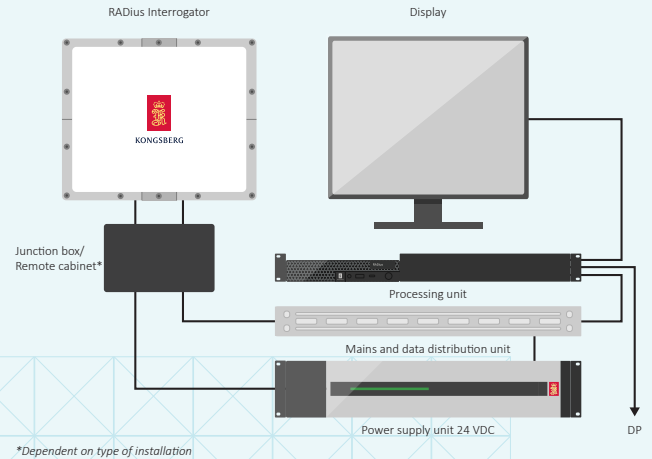 RADius Interrogator
Display
KONGSBERG
Junction box/
Remote cabinet*
Processing unit
Mains and data distribution unit
Power supply unit 24 VDC
DP
*Dependent on type of installation